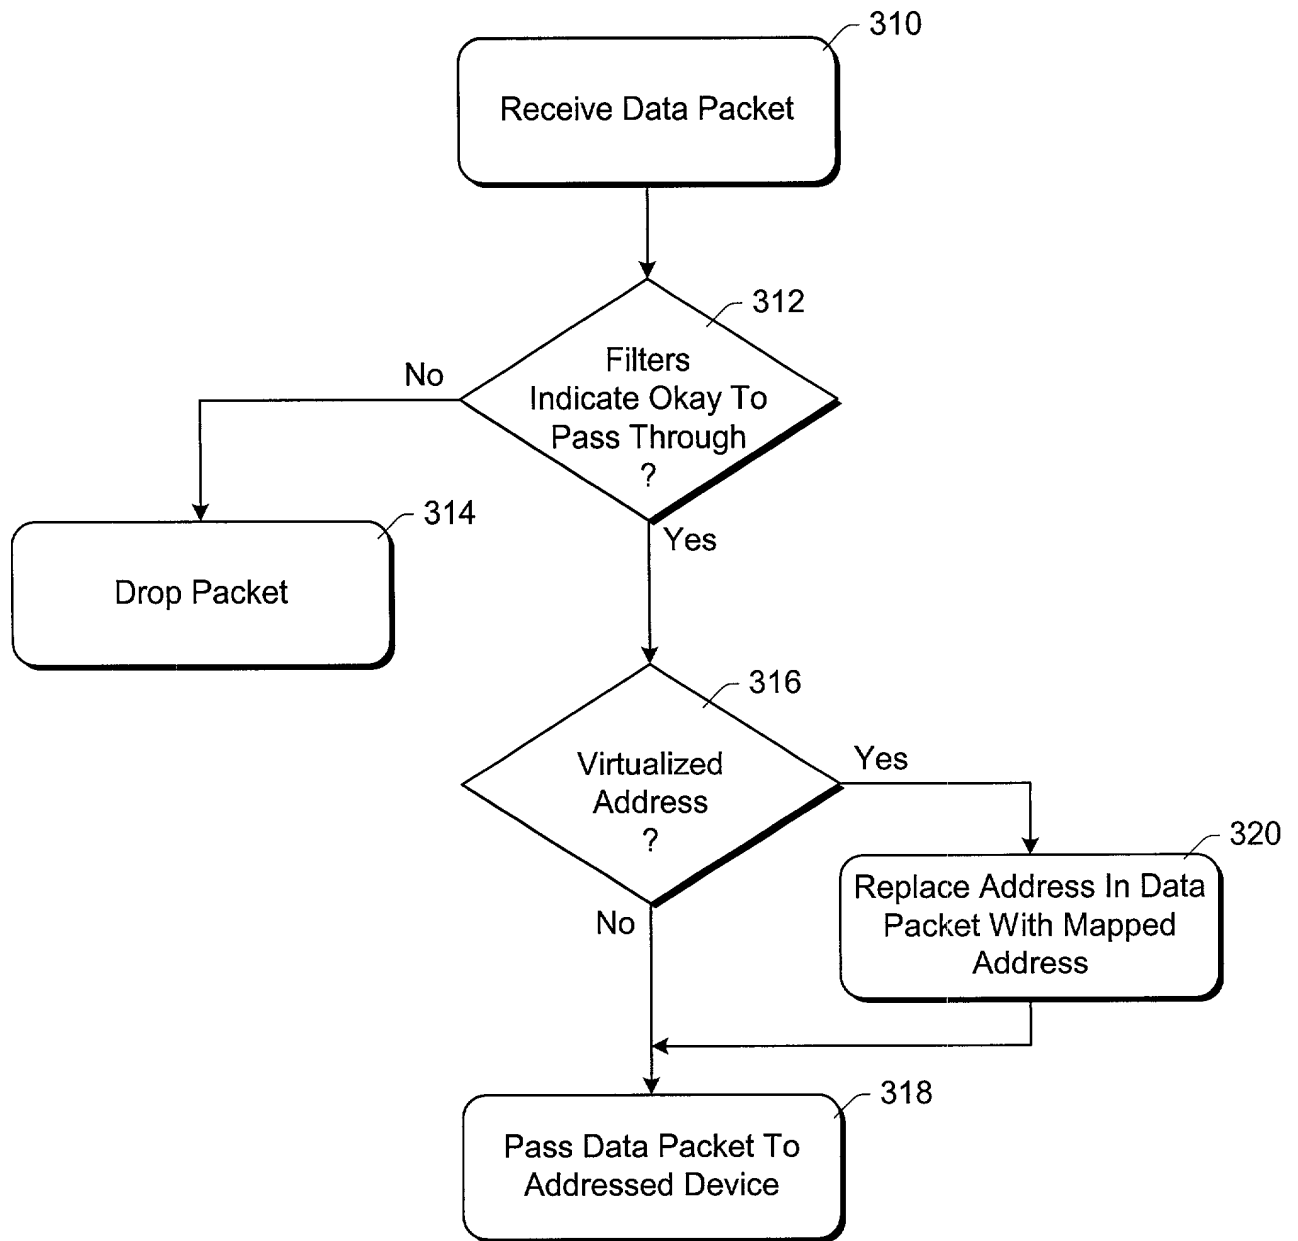 310
Receive Data Packet
312
Filters
Indicate Okay To
Pass Through
?
No
Yes
314
Drop Packet
316
Virtualized
Address
?
Yes
No
320
Replace Address In Data
Packet With Mapped
Address
318
Pass Data Packet To
Addressed Device